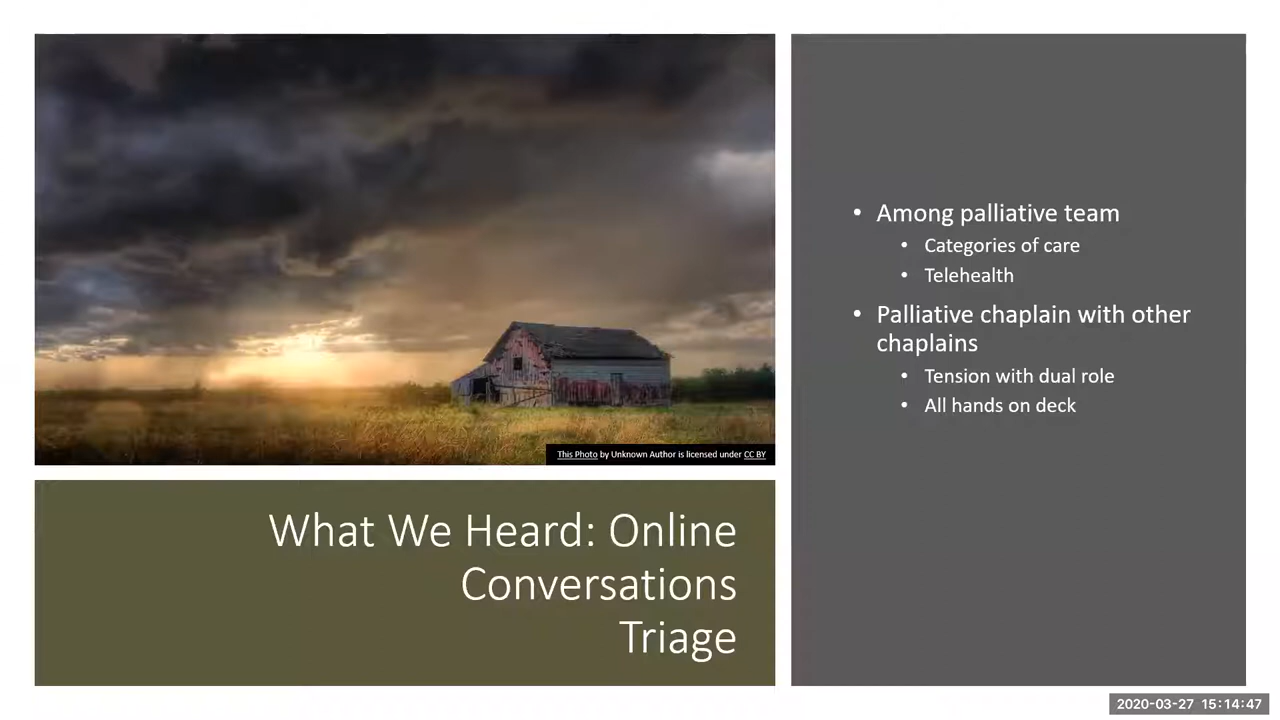 This Photo by Unknown Author is licensed under CC BY
What We Heard: Online
Conversations
Triage
• Among palliative team
• Categories of care
• Telehealth
• Palliative chaplain with other
chaplains
• Tension with dual role
• All hands on deck
2020-03-27 15:14:47